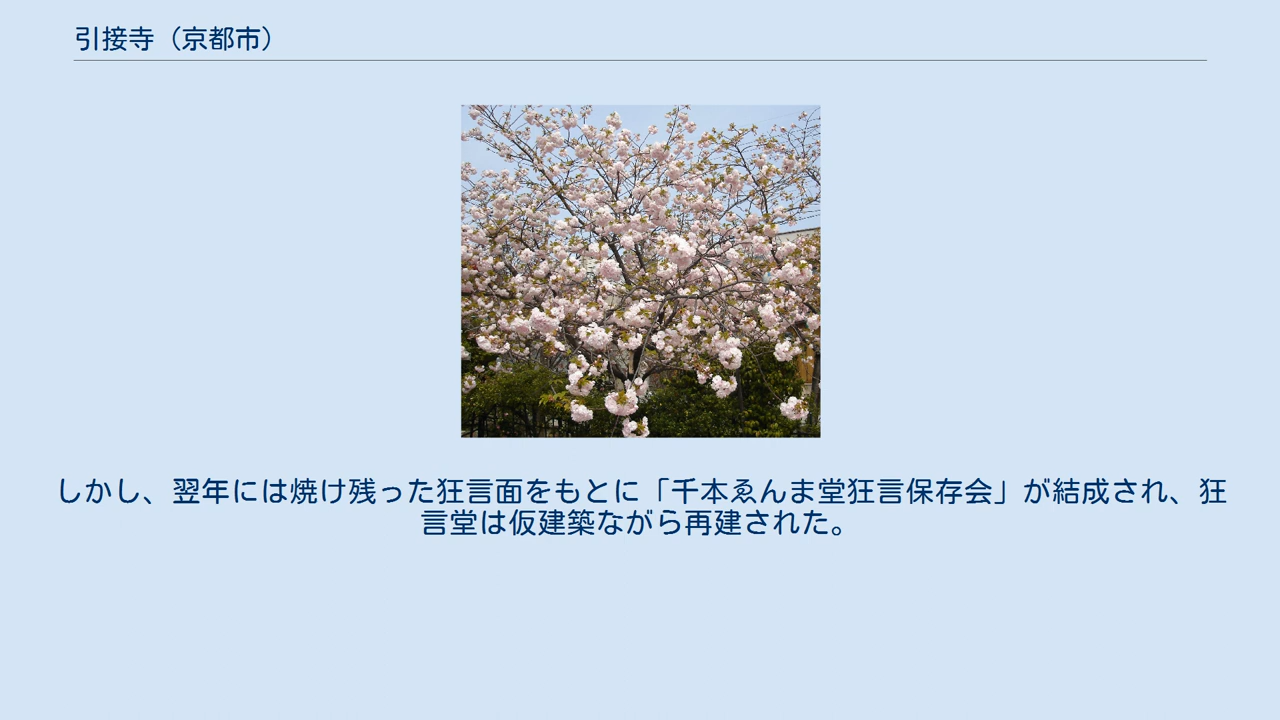 引接寺（京都市）
しかし、翌年には焼け残った狂言面をもとに「千本ゑんま堂狂言保存会」が結成され、狂
言堂は仮建築ながら再建された。